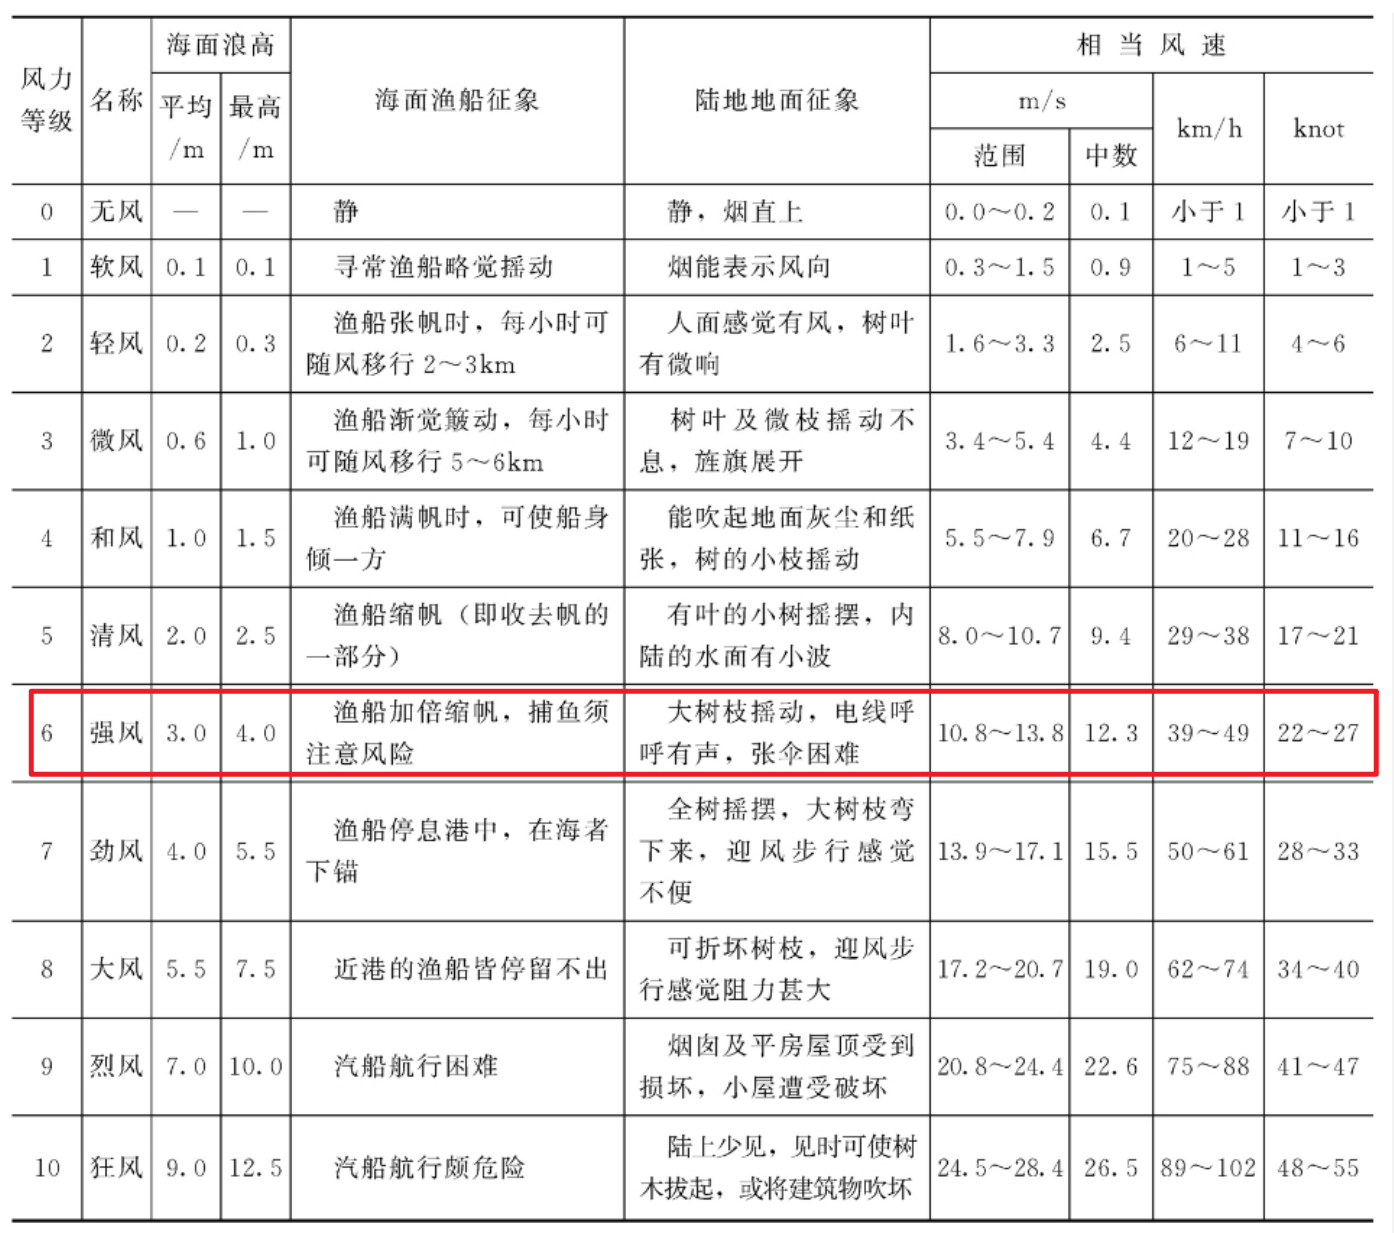 风力等级 名称 海面浪高 海面渔船征象 陆地地面征象 相当风速
平均/m 最高/m m/s km/h knot
范围 中数
0 无风 — — 静 静，烟直上 0.0～0.2 0.1 小于1 小于1
1 软风 0.1 0.1 寻常渔船略觉摇动 烟能表示风向 0.3～1.5 0.9 1～5 1～3
2 轻风 0.2 0.3 渔船张帆时，每小时可随风移行2～3km 人面感觉有风，树叶有微响 1.6～3.3 2.5 6～11 4～6
3 微风 0.6 1.0 渔船渐觉簸动，每小时可随风移行5～6km 树叶及微枝摇动不息，旌旗展开 3.4～5.4 4.4 12～19 7～10
4 和风 1.0 1.5 渔船满帆时，可使船身倾一方 能吹起地面灰尘和纸张，树的小枝摇动 5.5～7.9 6.7 20～28 11～16
5 清风 2.0 2.5 渔船缩帆（即收去帆的一部分） 有叶的小树摇摆，内陆的水面有小波 8.0～10.7 9.4 29～38 17～21
6 强风 3.0 4.0 渔船加倍缩帆，捕鱼须注意风险 大树枝摇动，电线呼呼有声，张伞困难 10.8～13.8 12.3 39～49 22～27
7 劲风 4.0 5.5 渔船停息港中，在海者下锚 全树摇摆，大树枝弯下来，迎风步行感觉不便 13.9～17.1 15.5 50～61 28～33
8 大风 5.5 7.5 近港的渔船皆停留不出 可折坏树枝，迎风步行感觉阻力甚大 17.2～20.7 19.0 62～74 34～40
9 烈风 7.0 10.0 汽船航行困难 烟囱及平房屋顶受到损坏，小屋遭受破坏 20.8～24.4 22.6 75～88 41～47
10 狂风 9.0 12.5 汽船航行颇危险 陆上少见，见时可使树木拔起，或将建筑物吹坏 24.5～28.4 26.5 89～102 48～55